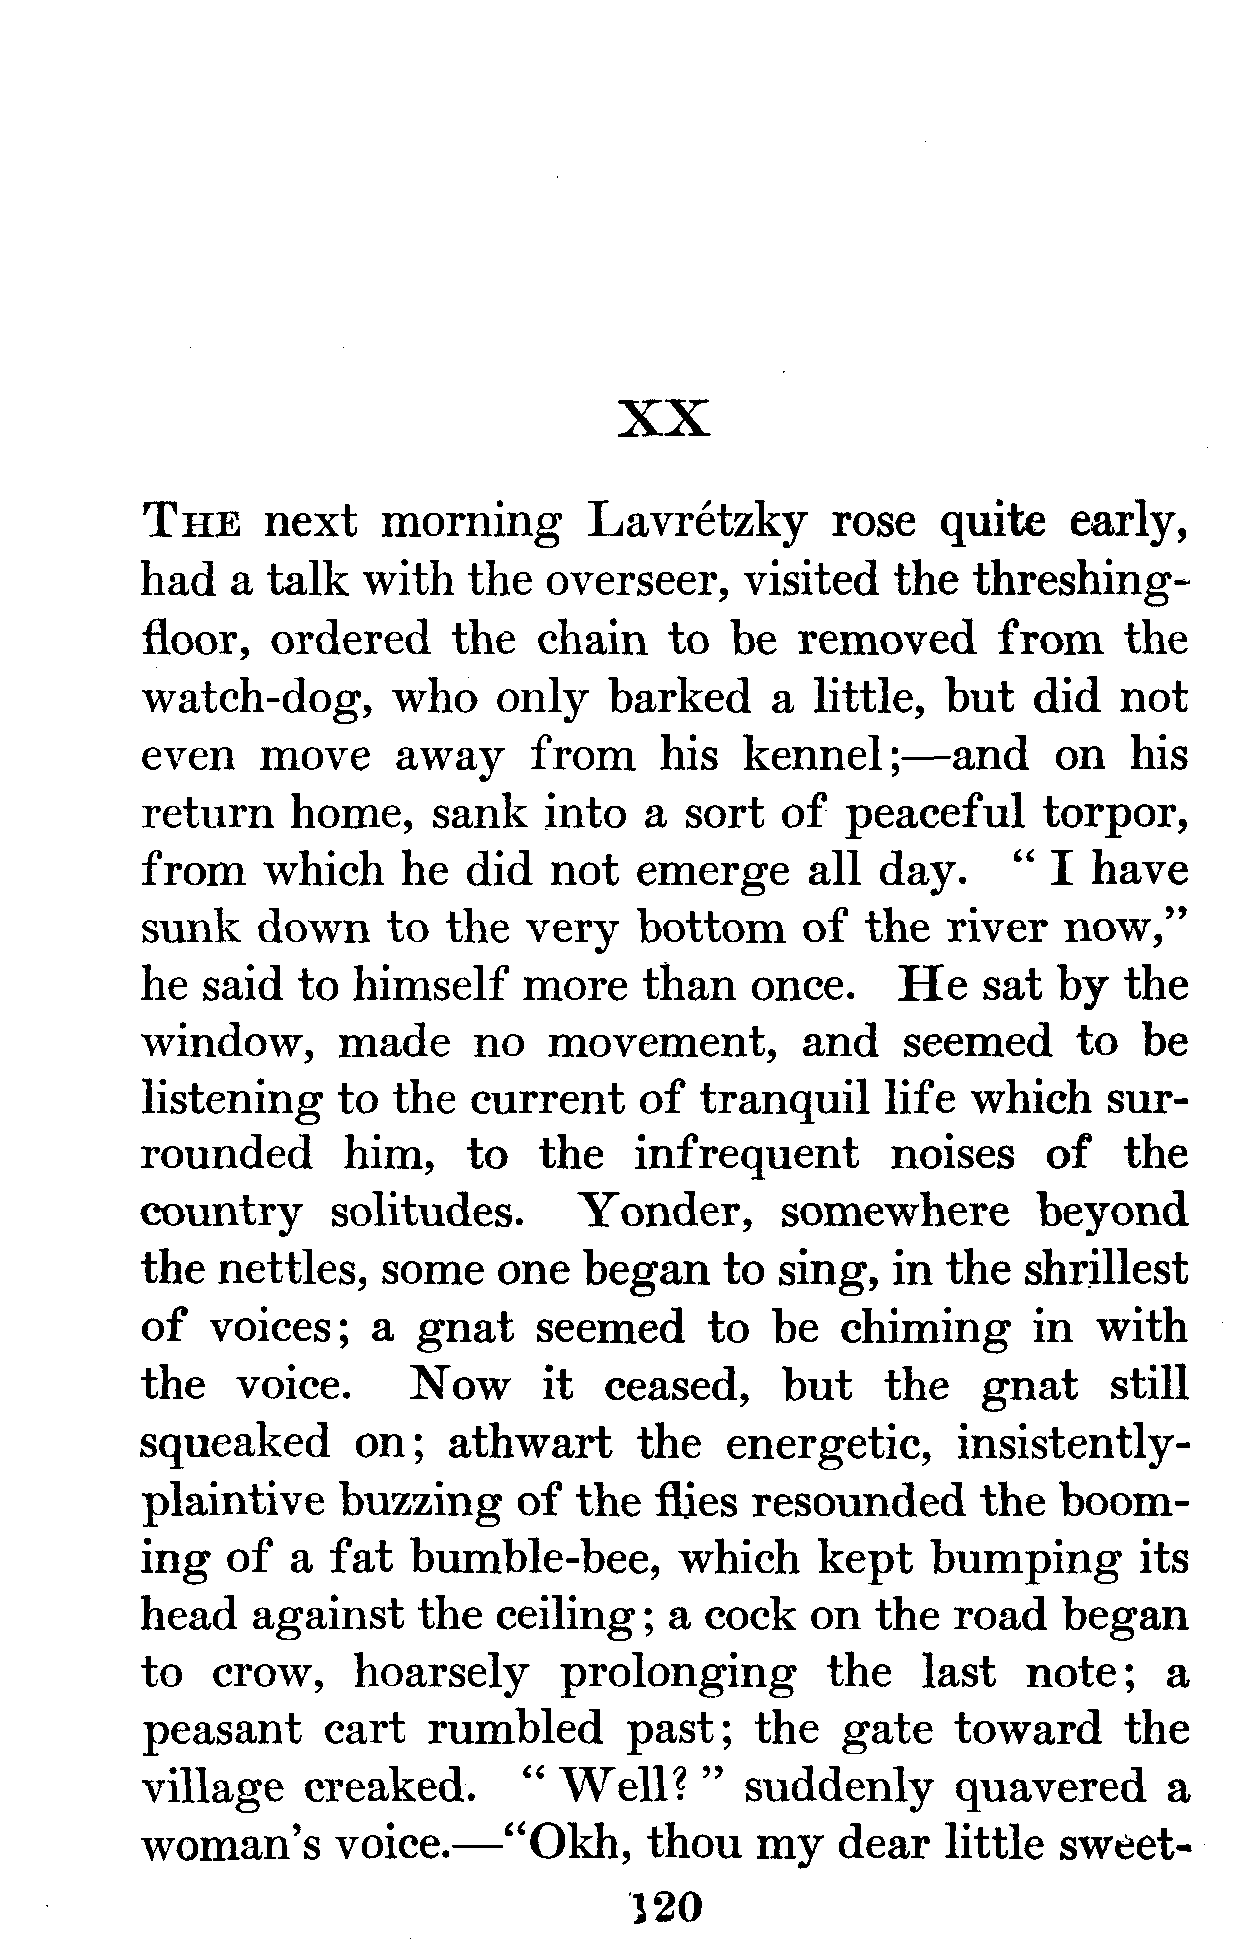 XX
THE next morning Lavrétzky rose quite early,
had a talk with the overseer, visited the threshing-
floor, ordered the chain to be removed from the
watch-dog, who only barked a little, but did not
even move away from his kennel;—and on his
return home, sank into a sort of peaceful torpor,
from which he did not emerge all day. “ I have
sunk down to the very bottom of the river now,”
he said to himself more than once. He sat by the
window, made no movement, and seemed to be
listening to the current of tranquil life which sur-
rounded him, to the infrequent noises of the
country solitudes. Yonder, somewhere beyond
the nettles, some one began to sing, in the shrillest
of voices; a gnat seemed to be chiming in with
the voice. Now it ceased, but the gnat still
squeaked on; athwart the energetic, insistently-
plaintive buzzing of the flies resounded the boom-
ing of a fat bumble-bee, which kept bumping its
head against the ceiling; a cock on the road began
to crow, hoarsely prolonging the last note; a
peasant cart rumbled past; the gate toward the
village creaked. “ Well? ” suddenly quavered a
woman's voice.—“Okh, thou my dear little sweet-
120